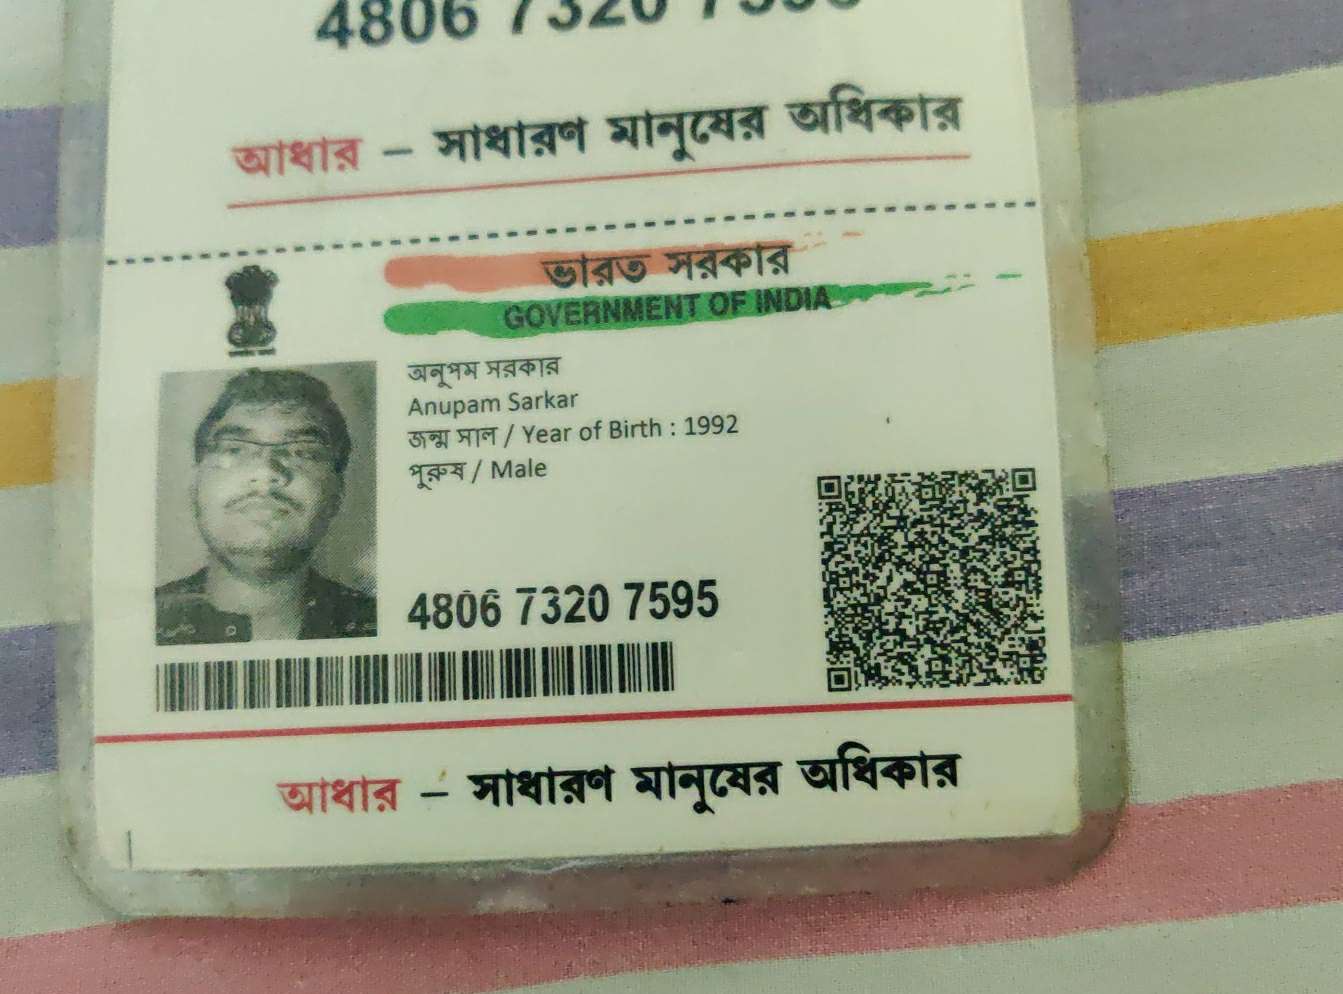 4806 7320 7595
আধার – সাধারণ মানুষের অধিকার
ভারত সরকার
GOVERNMENT OF INDIA
অনুপম সরকার
Anupam Sarkar
জন্ম সাল / Year of Birth : 1992
পুরুষ / Male
4806 7320 7595
আধার – সাধারণ মানুষের অধিকার